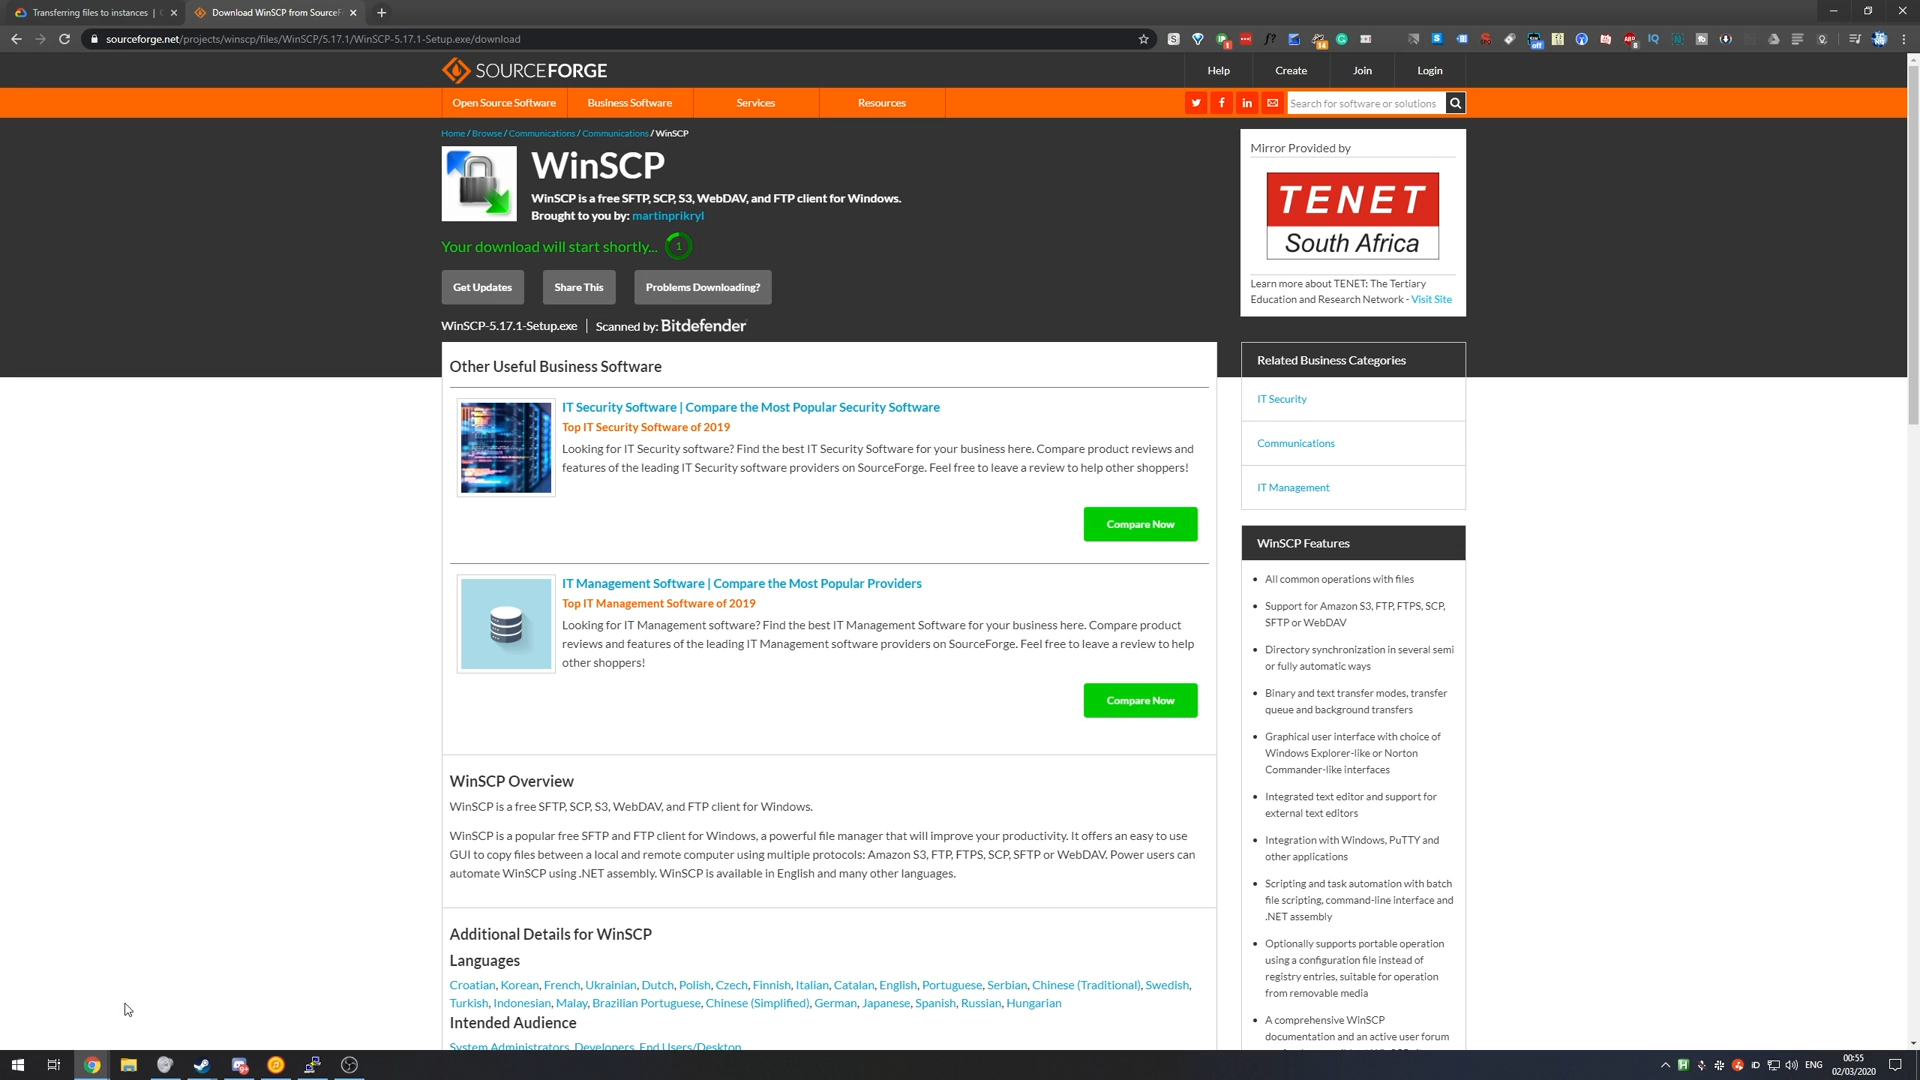 Transferring files to instances |
Download WinSCP from SourceF
sourceforge.net/projects/winscp/files/WinSCP/5.17.1/WinSCP-5.17.1-Setup.exe/download
SOURCEFORGE
Help
Create
Join
Login
Open Source Software
Business Software
Services
Resources
Search for software or solutions
Home / Browse / Communications / Communications / WinSCP
WinSCP
WinSCP is a free SFTP, SCP, S3, WebDAV, and FTP client for Windows.
Brought to you by: martinprikryl
Your download will start shortly... 1
Get Updates
Share This
Problems Downloading?
WinSCP-5.17.1-Setup.exe
Scanned by: Bitdefender
Mirror Provided by
TENET
South Africa
Learn more about TENET: The Tertiary
Education and Research Network - Visit Site
Other Useful Business Software
IT Security Software | Compare the Most Popular Security Software
Top IT Security Software of 2019
Looking for IT Security software? Find the best IT Security Software for your business here. Compare product reviews and
features of the leading IT Security software providers on SourceForge. Feel free to leave a review to help other shoppers!
Compare Now
IT Management Software | Compare the Most Popular Providers
Top IT Management Software of 2019
Looking for IT Management software? Find the best IT Management Software for your business here. Compare product
reviews and features of the leading IT Management software providers on SourceForge. Feel free to leave a review to help
other shoppers!
Compare Now
WinSCP Overview
WinSCP is a free SFTP, SCP, S3, WebDAV, and FTP client for Windows.
WinSCP is a popular free SFTP and FTP client for Windows, a powerful file manager that will improve your productivity. It offers an easy to use
GUI to copy files between a local and remote computer using multiple protocols: Amazon S3, FTP, FTPS, SCP, SFTP or WebDAV. Power users can
automate WinSCP using .NET assembly. WinSCP is available in English and many other languages.
Additional Details for WinSCP
Languages
Croatian, Korean, French, Ukrainian, Dutch, Polish, Czech, Finnish, Italian, Catalan, English, Portuguese, Serbian, Chinese (Traditional), Swedish,
Turkish, Indonesian, Malay, Brazilian Portuguese, Chinese (Simplified), German, Japanese, Spanish, Russian, Hungarian
Intended Audience
System Administrators, Developers, End Users/Desktop
Related Business Categories
IT Security
Communications
IT Management
WinSCP Features
All common operations with files
Support for Amazon S3, FTP, FTPS, SCP,
SFTP or WebDAV
Directory synchronization in several semi
or fully automatic ways
Binary and text transfer modes, transfer
queue and background transfers
Graphical user interface with choice of
Windows Explorer-like or Norton
Commander-like interfaces
Integrated text editor and support for
external text editors
Integration with Windows, PuTTY and
other applications
Scripting and task automation with batch
file scripting, command-line interface and
.NET assembly
Optionally supports portable operation
using a configuration file instead of
registry entries, suitable for operation
from removable media
A comprehensive WinSCP
documentation and an active user forum
ENG
00:55
02/03/2020